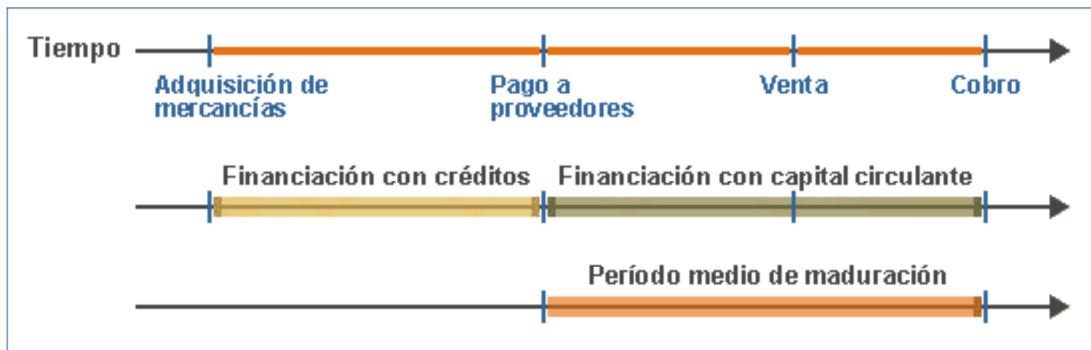 Tiempo
Adquisición de
mercancías
Pago a
proveedores
Venta
Cobro
Financiación con créditos
Financiación con capital circulante
Período medio de maduración